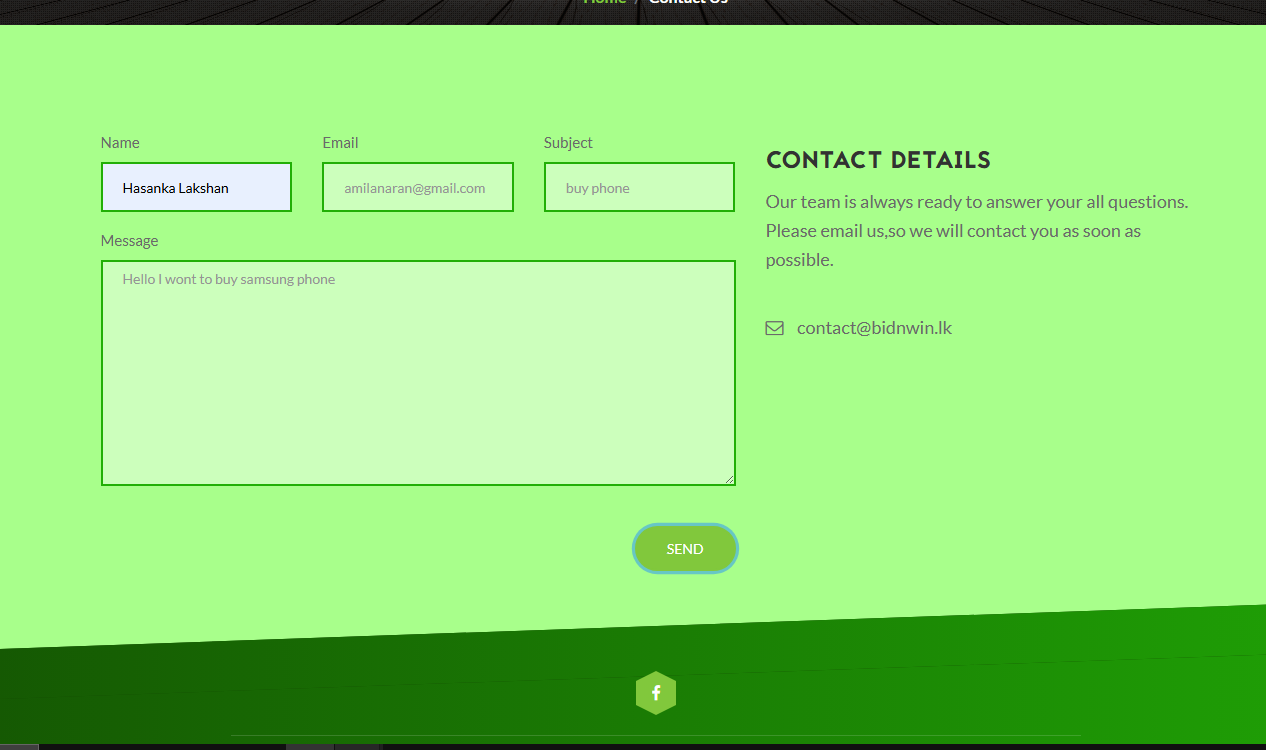 Home / Contact Us
Name
Email
Subject
Hasanka Lakshan
amilanaran@gmail.com
buy phone
Message
Hello I wont to buy samsung phone
SEND
CONTACT DETAILS
Our team is always ready to answer your all questions.
Please email us,so we will contact you as soon as
possible.
contact@bidnwin.lk